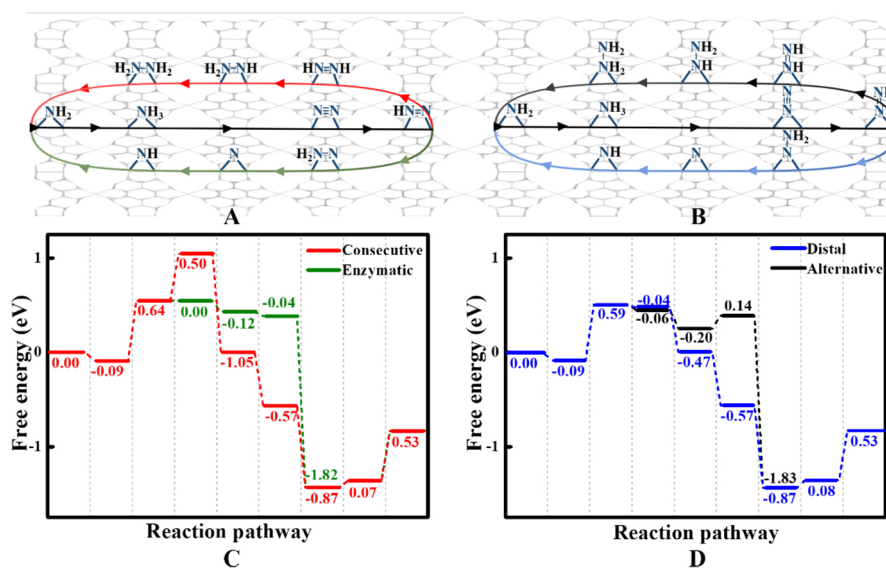 NH₂
H₂N-NH₂ H₂N-NH HN=NH NH₂ NH
NH₂ NH NH
N
NH₂ NH₃ N≡N HN=N NH₂ NH₃ N
NH₂
NH N H₂N-N NH N N
A B
1 Consecutive Distal
Enzymatic Alternative
0.50
0.64 0.00 -0.04 0.59 -0.04 0.14
-0.12 -0.06 -0.20
0 0.00 -0.09 -1.05 0.00 -0.09 -0.47
-0.57 -0.57
-1 0.53 0.53
-1.82 -1.83
-0.87 0.07 -0.87 0.08
Free energy (eV) Free energy (eV)
1
0
-1
Reaction pathway Reaction pathway
C D